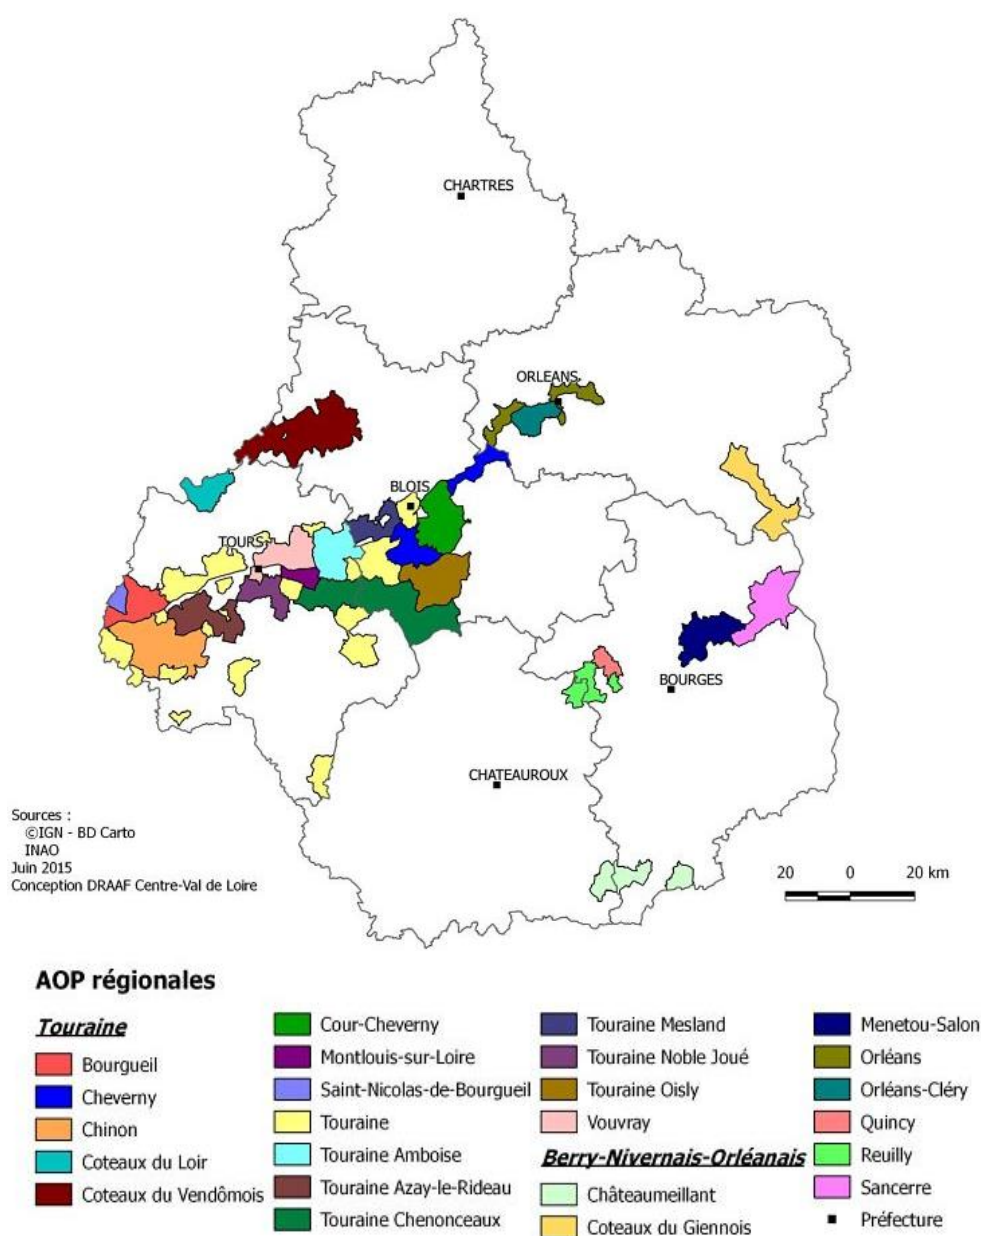 CHARTRES
ORLEANS
BLOIS
TOURS
BOURGES
CHATEAUROUX
Sources :
©IGN - BD Carto
INAO
Juin 2015
Conception DRAAF Centre-Val de Loire
20 0 20 km
AOP régionales
Touraine
Bourgueil
Cheverny
Chinon
Coteaux du Loir
Coteaux du Vendômois
Cour-Cheverny
Montlouis-sur-Loire
Saint-Nicolas-de-Bourgueil
Touraine
Touraine Amboise
Touraine Azay-le-Rideau
Touraine Chenonceaux
Touraine Mesland
Touraine Noble Joué
Touraine Oisly
Vouvray
Berry-Nivernais-Orléanais
Châteaumeillant
Coteaux du Giennois
Menetou-Salon
Orléans
Orléans-Cléry
Quincy
Reuilly
Sancerre
Préfecture